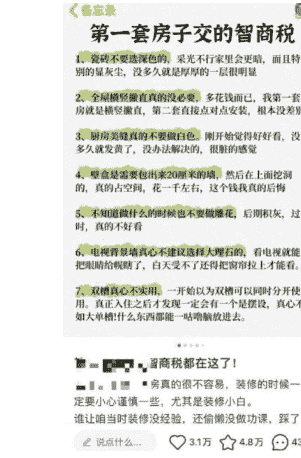 备忘录
第一套房子交的智商税
1、瓷砖不要选深色的，采光不行家里会更暗，而且特
别的显灰尘，没多久就是厚厚的一层很明显
2、全屋横竖撤直真的没必要，多花钱而已，我第一套
房就是横竖撤直，第二套直接点对点安装，根本没差
3、厨房美缝真的不要做白色，刚开始觉得好好看，没
多久就发黄了，没办法解决的，很脏的感觉
4、壁龛是需要包出来20厘米的墙，然后在上面挖洞
的，真的占空间，花一千左右，这个钱我真的后悔
5、不知道做什么的时候也不要做雕花，后期积灰，过
时，真的不好看
6、电视背景墙真心不建议选择大理石的，看电视就能
把眼睛给幌瞎了，白天受不了还得把窗帘拉上才能看。
7、双槽真心不实用，一开始以为双槽可以同时分开使
用。真正入住之后才发现一定会有一个是摆设，真心不
如大单槽!什么东西都能一咕噜脑放进去。
智商税都在这了！
房真的很不容易，装修的时候一
定要小心谨慎一些，尤其是装修小白。
谁让咱当时装修没经验，还偷懒没做功课，踩了
说点什么...
3.1万
4.8万
43